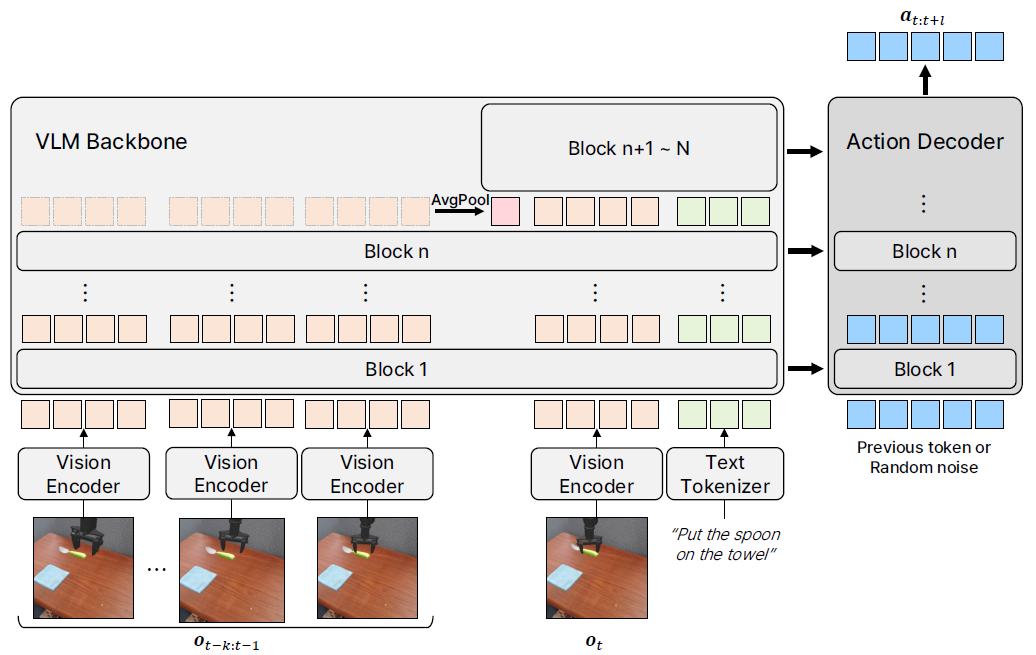 a_{t:t+l}
VLM Backbone
Block n+1 ~ N
Action Decoder
AvgPool
⋮
Block n
Block n
⋮ ⋮ ⋮ ⋮ ⋮ ⋮
Block 1
Block 1
Vision
Encoder
Vision
Encoder
Vision
Encoder
Vision
Encoder
Text
Tokenizer
Previous token or
Random noise
...
"Put the spoon
on the towel"
o_{t-k:t-1}
o_t